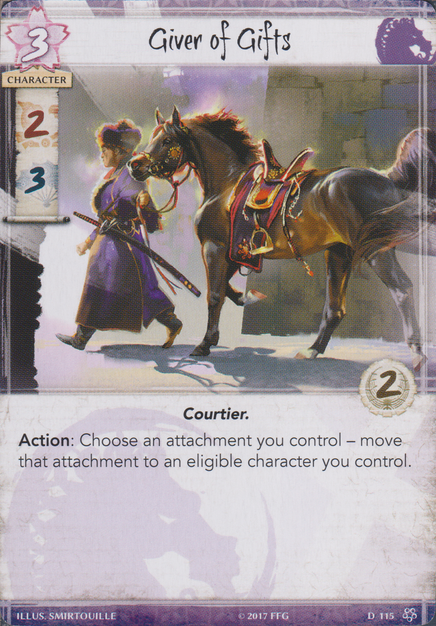 3
Giver of Gifts
CHARACTER
2
3
2
Courtier.
Action: Choose an attachment you control – move
that attachment to an eligible character you control.
ILLUS. SMIRTOUILLE © 2017 FFG D 115